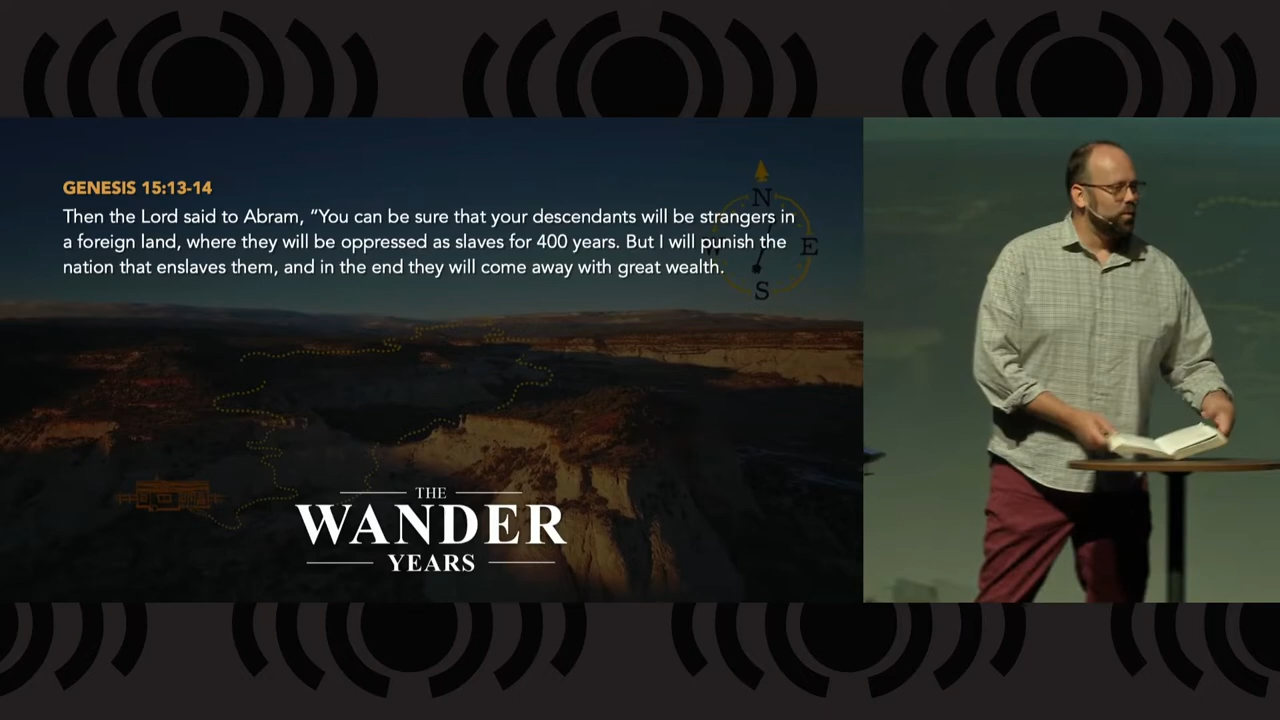 GENESIS 15:13-14
Then the Lord said to Abram, “You can be sure that your descendants will be strangers in
a foreign land, where they will be oppressed as slaves for 400 years. But I will punish the
nation that enslaves them, and in the end they will come away with great wealth.
N
W
E
S
THE
WANDER
YEARS